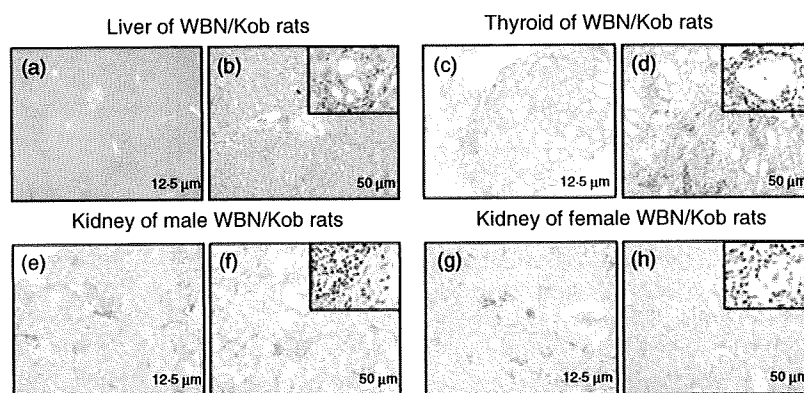 Liver of WBN/Kob rats
Thyroid of WBN/Kob rats
(a)
(b)
(c)
(d)
12·5 μm
50 μm
12·5 μm
50 μm
Kidney of male WBN/Kob rats
Kidney of female WBN/Kob rats
(e)
(f)
(g)
(h)
12·5 μm
50 μm
12·5 μm
50 μm